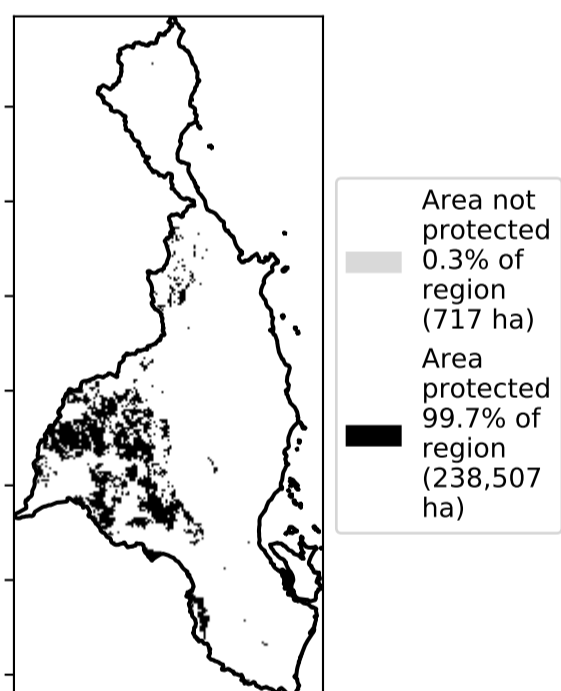 Area not
protected
0.3% of
region
(717 ha)
Area
protected
99.7% of
region
(238,507
ha)